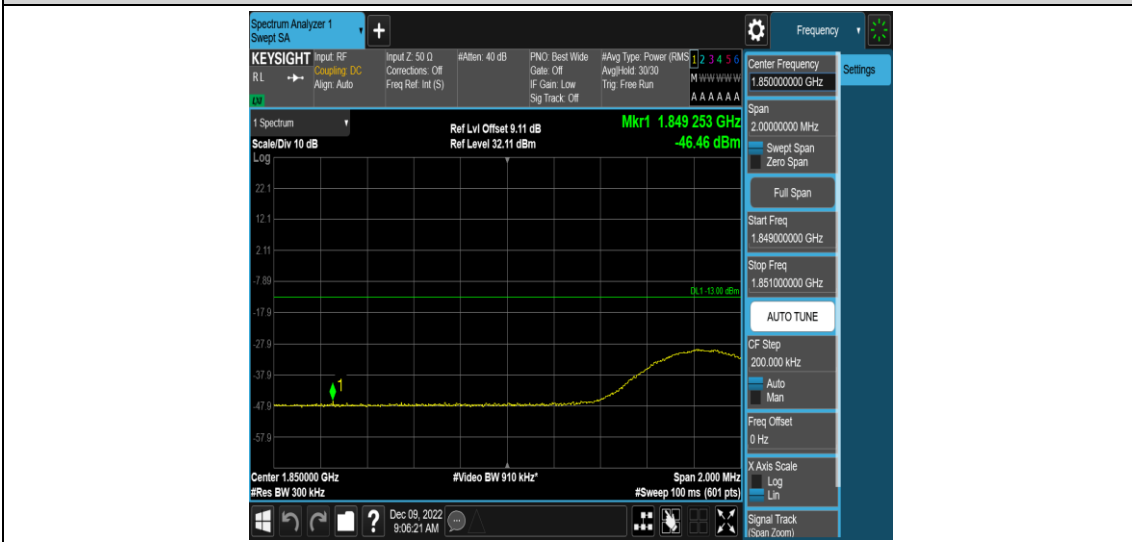 Spectrum Analyzer 1
Swept SA
+
Frequency
KEYSIGHT
RL
LXI
Input: RF
Coupling: DC
Align: Auto
Input Z: 50 Ω
Corrections: Off
Freq Ref: Int (S)
#Atten: 40 dB
PNO: Best Wide
Gate: Off
IF Gain: Low
Sig Track: Off
#Avg Type: Power (RMS
Avg|Hold: 30/30
Trig: Free Run
1 2 3 4 5 6
M W W W W W
A A A A A A
1 Spectrum
Scale/Div 10 dB
Log
Ref Lvl Offset 9.11 dB
Ref Level 32.11 dBm
Mkr1 1.849 253 GHz
-46.46 dBm
22.1
12.1
2.11
-7.89
DL1 -13.00 dBm
-17.9
-27.9
-37.9
1
-47.9
-57.9
Center 1.850000 GHz
#Video BW 910 kHz*
Span 2.000 MHz
#Res BW 300 kHz
#Sweep 100 ms (601 pts)
Center Frequency
1.850000000 GHz
Settings
Span
2.00000000 MHz
Swept Span
Zero Span
Full Span
Start Freq
1.849000000 GHz
Stop Freq
1.851000000 GHz
AUTO TUNE
CF Step
200.000 kHz
Auto
Man
Freq Offset
0 Hz
X Axis Scale
Log
Lin
Signal Track
(Span Zoom)
?
Dec 09, 2022
9:06:21 AM